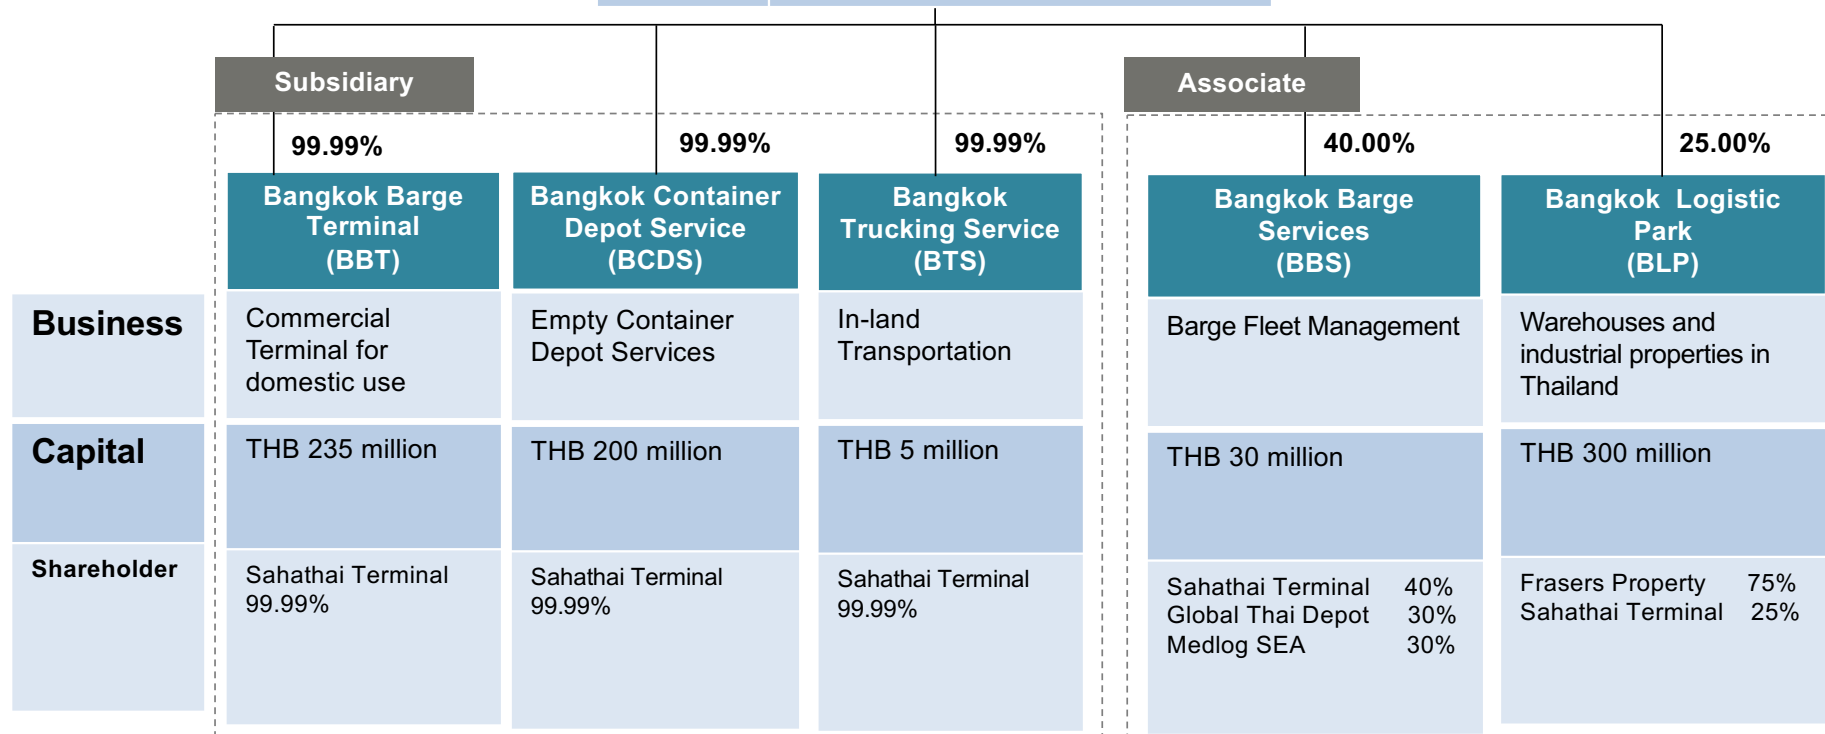 Subsidiary
Associate
99.99%
99.99%
99.99%
40.00%
25.00%
Bangkok Barge
Terminal
(BBT)
Bangkok Container
Depot Service
(BCDS)
Bangkok
Trucking Service
(BTS)
Bangkok Barge
Services
(BBS)
Bangkok Logistic
Park
(BLP)
Business
Commercial
Terminal for
domestic use
Empty Container
Depot Services
In-land
Transportation
Barge Fleet Management
Warehouses and
industrial properties in
Thailand
Capital
THB 235 million
THB 200 million
THB 5 million
THB 30 million
THB 300 million
Shareholder
Sahathai Terminal
99.99%
Sahathai Terminal
99.99%
Sahathai Terminal
99.99%
Sahathai Terminal 40%
Global Thai Depot 30%
Medlog SEA 30%
Frasers Property 75%
Sahathai Terminal 25%